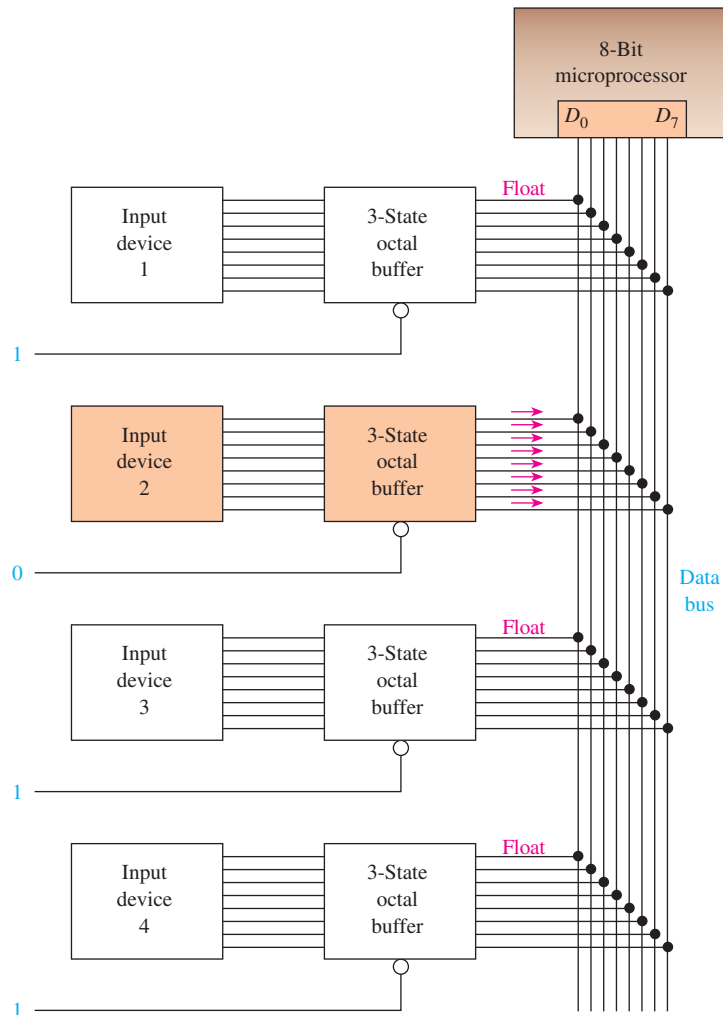 8-Bit
microprocessor
D0 D7
Float
Input
device
1
3-State
octal
buffer
1
Input
device
2
3-State
octal
buffer
0
Data
bus
Float
Input
device
3
3-State
octal
buffer
1
Float
Input
device
4
3-State
octal
buffer
1